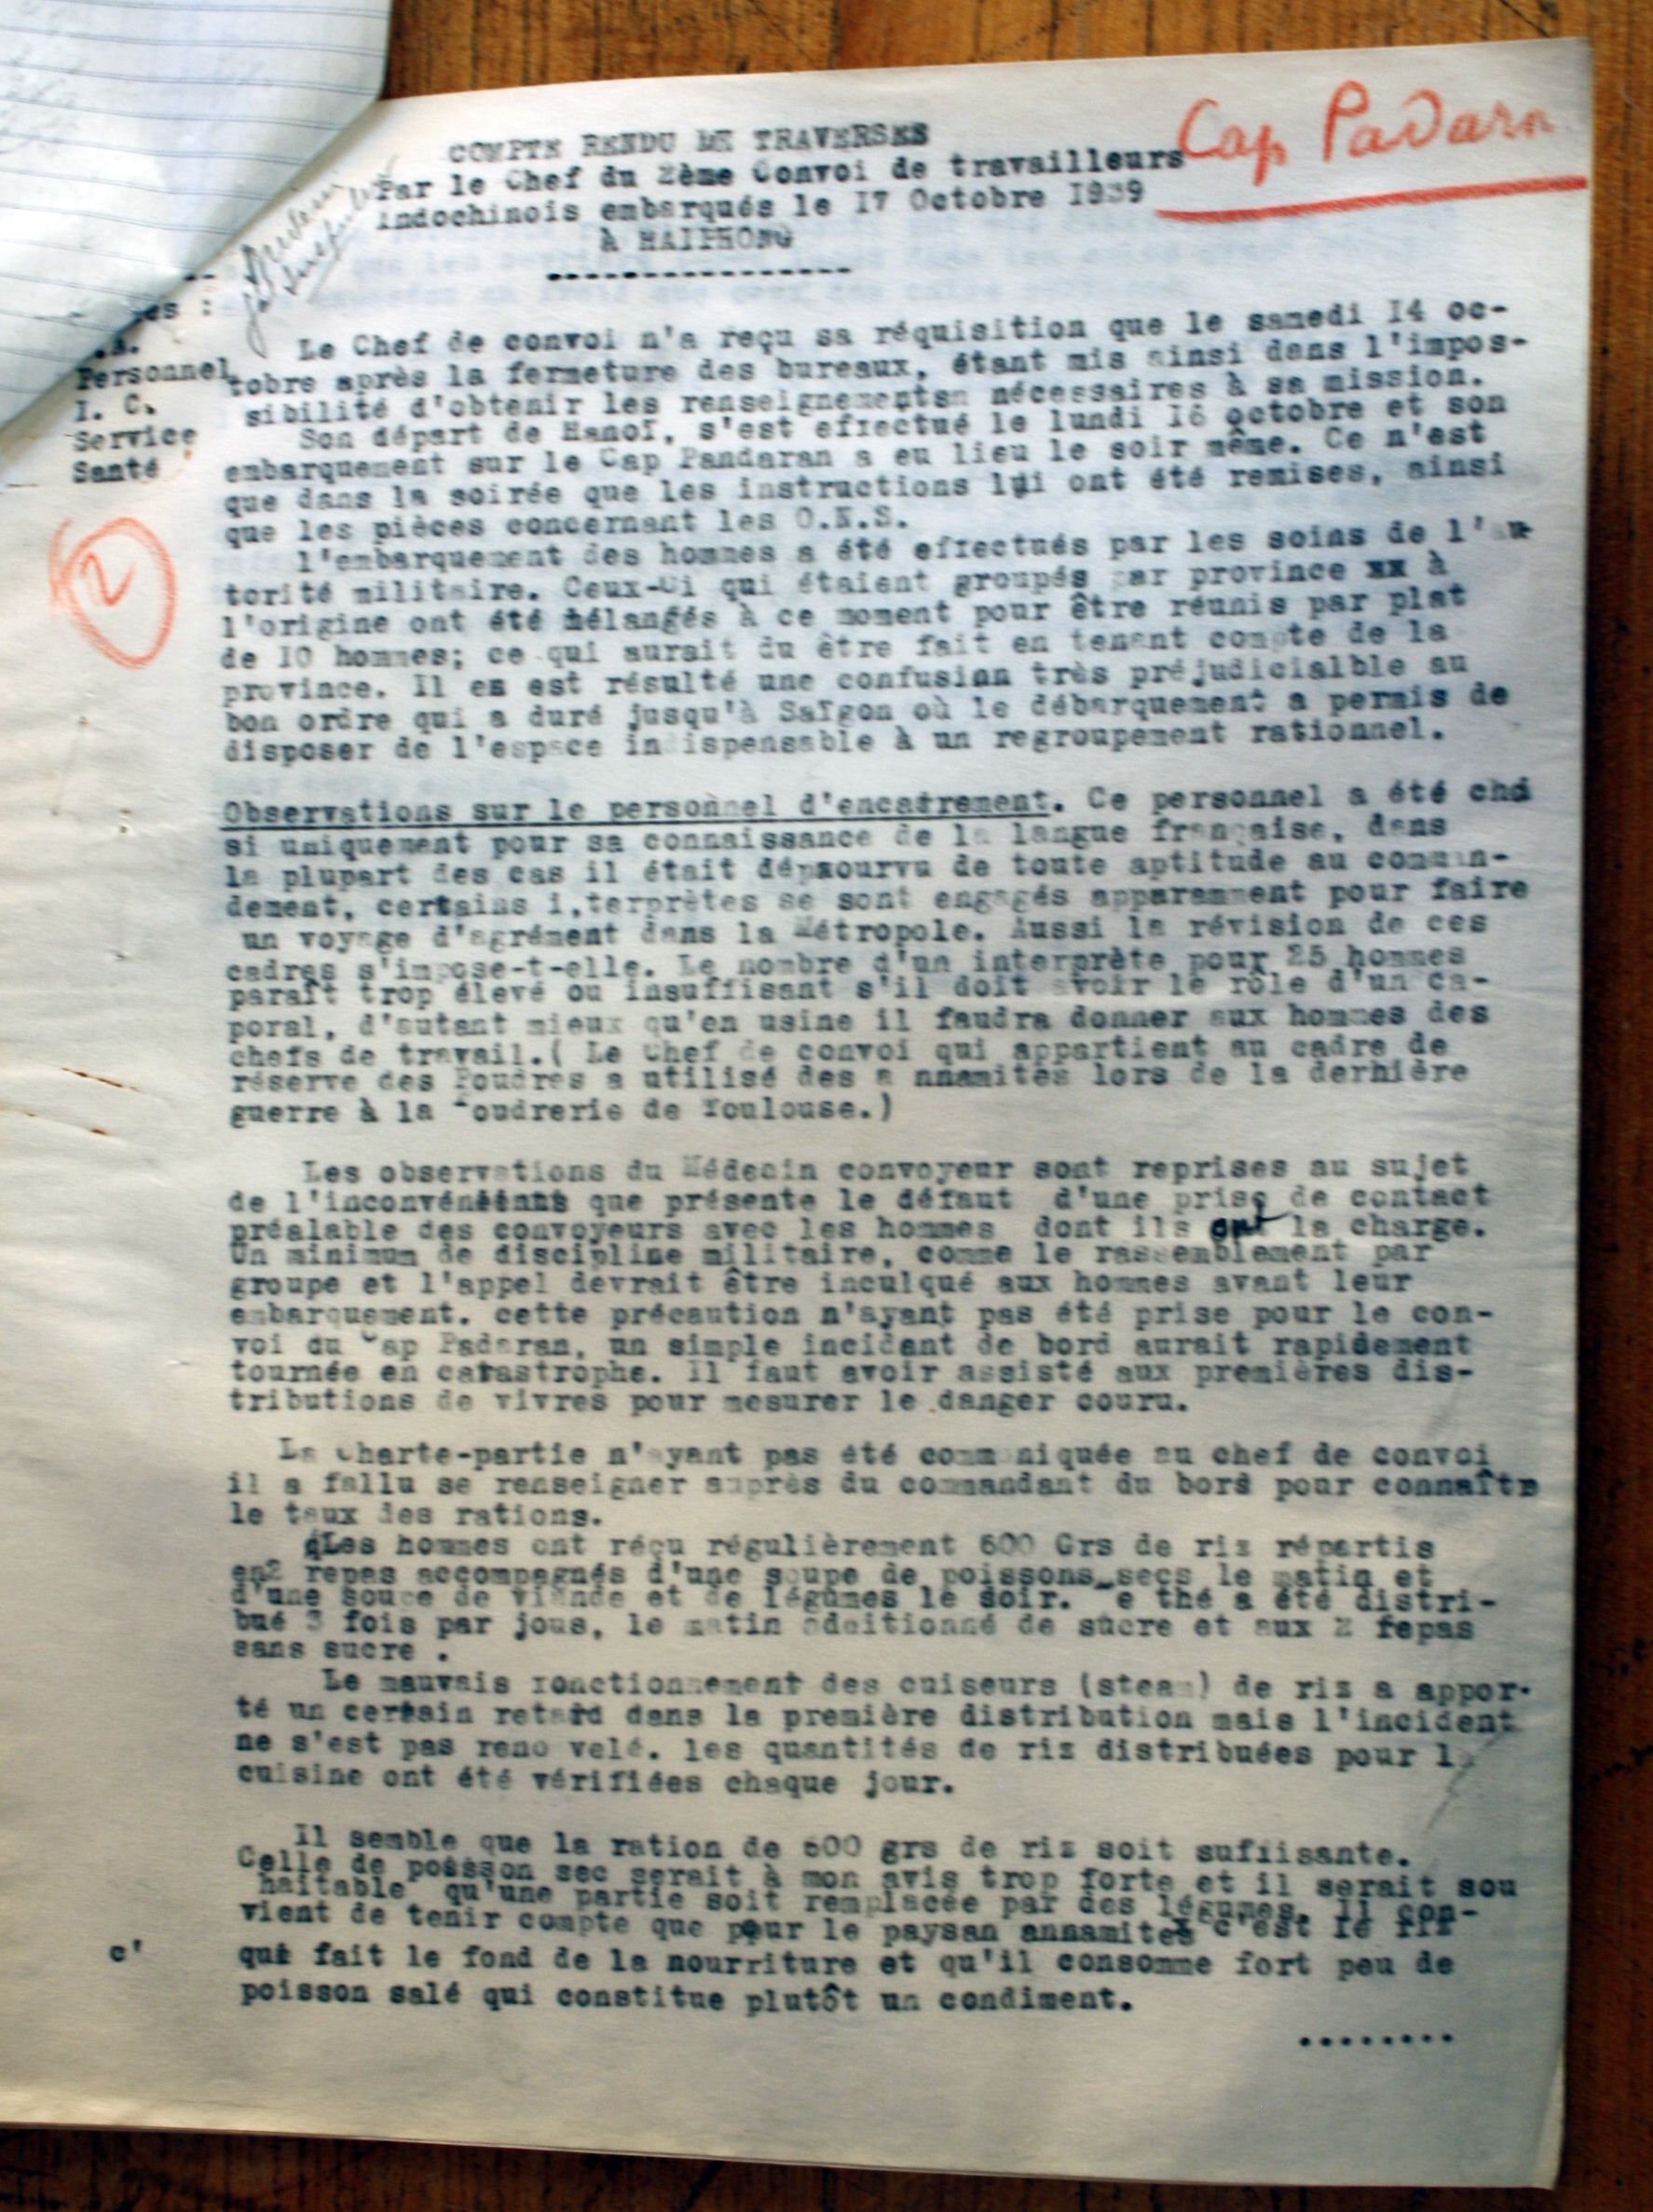 Cap Padaran
COMPTE RENDU DE TRAVERSES
Par le Chef du 2ème Convoi de travailleurs
Indochinois embarqués le 17 Octobre 1939
à HAIPHONG
Personnel
I. C.
Service
Santé
2
Le Chef de convoi n'a reçu sa réquisition que le samedi 14 oc-
tobre après la fermeture des bureaux, étant mis ainsi dans l'impos-
sibilité d'obtenir les renseignementsn nécessaires à sa mission.
Son départ de Hanoï, s'est effectué le lundi 16 octobre et son
embarquement sur le Cap Pandaran a eu lieu le soir même. Ce n'est
que dans la soirée que les instructions lui ont été remises, ainsi
que les pièces concernant les O.N.S.
l'embarquement des hommes a été effectués par les soins de l'au
torité militaire. Ceux-Ci qui étaient groupés par province xx à
l'origine ont été mélangés à ce moment pour être réunis par plat
de 10 hommes; ce qui aurait du être fait en tenant compte de la
province. Il en est résulté une confusion très préjudicialble au
bon ordre qui a duré jusqu'à Saïgon où le débarquement a permis de
disposer de l'espace indispensable à un regroupement rationnel.
Observations sur le personnel d'encadrement. Ce personnel a été choi
si uniquement pour sa connaissance de la langue française, dans
la plupart des cas il était dépourvu de toute aptitude au comman-
dement, certains i,terprètes se sont engagés apparamment pour faire
un voyage d'agrément dans la Métropole. Aussi la révision de ces
cadres s'impose-t-elle. Le nombre d'un interprète pour 25 hommes
paraît trop élevé ou insuffisant s'il doit avoir le rôle d'un ca-
poral, d'autant mieux qu'en usine il faudra donner aux hommes des
chefs de travail.( Le Chef de convoi qui appartient au cadre de
réserve des Poudres a utilisé des a nnamites lors de la dernière
guerre à la Poudrerie de Toulouse.)
Les observations du Médecin convoyeur sont reprises au sujet
de l'inconvénients que présente le défaut d'une prise de contact
préalable des convoyeurs avec les hommes dont ils ont la charge.
Un minimum de discipline militaire, comme le rassemblement par
groupe et l'appel devrait être inculqué aux hommes avant leur
embarquement. cette précaution n'ayant pas été prise pour le con-
voi du Cap Padaran, un simple incident de bord aurait rapidement
tournée en catastrophe. Il faut avoir assisté aux premières dis-
tributions de vivres pour mesurer le danger couru.
La Charte-partie n'ayant pas été communiquée au chef de convoi
il a fallu se renseigner auprès du commandant du bord pour connaîtr
le taux des rations.
Les hommes ont réçu régulièrement 600 Grs de riz répartis
en2 repas accompagnés d'une soupe de poissons secs le matin et
d'une soupe de viande et de légumes le soir. e thé a été distri-
bué 3 fois par jous, le matin additionné de sucre et aux 2 repas
sans sucre .
Le mauvais fonctionnement des cuiseurs (steam) de riz a appor-
té un certain retard dans la première distribution mais l'incident
ne s'est pas reno velé. les quantités de riz distribuées pour la
cuisine ont été vérifiées chaque jour.
Il semble que la ration de 600 grs de riz soit suffisante.
Celle de poisson sec serait à mon avis trop forte et il serait sou
haitable qu'une partie soit remplacée par des légumes. Il con-
vient de tenir compte que pour le paysan annamites c'est le riz
c' qui fait le fond de la nourriture et qu'il consomme fort peu de
poisson salé qui constitue plutôt un condiment.
........